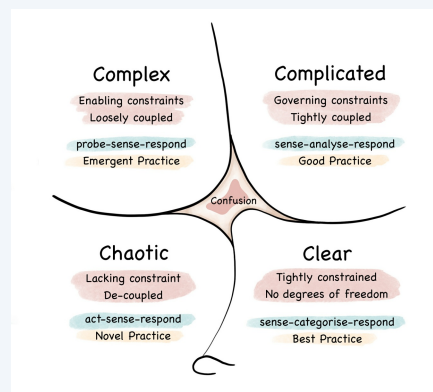 Complex
Enabling constraints
Loosely coupled
probe-sense-respond
Emergent Practice
Complicated
Governing constraints
Tightly coupled
sense-analyse-respond
Good Practice
Confusion
Chaotic
Lacking constraint
De-coupled
act-sense-respond
Novel Practice
Clear
Tightly constrained
No degrees of freedom
sense-categorise-respond
Best Practice